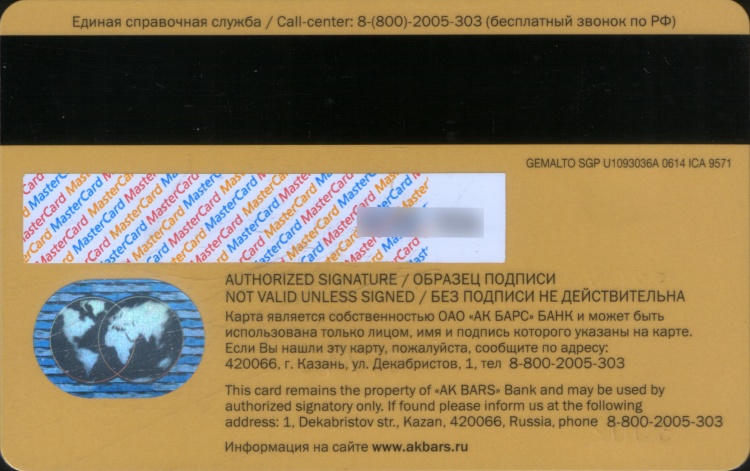 Единая справочная служба / Call-center: 8-(800)-2005-303 (бесплатный звонок по РФ)
GEMALTO SGP U1093036A 0614 ICA 9571
MasterCard MasterCard MasterCard MasterCard
AUTHORIZED SIGNATURE / ОБРАЗЕЦ ПОДПИСИ
NOT VALID UNLESS SIGNED / БЕЗ ПОДПИСИ НЕ ДЕЙСТВИТЕЛЬНА
Карта является собственностью ОАО «АК БАРС» БАНК и может быть
использована только лицом, имя и подпись которого указаны на карте.
Если Вы нашли эту карту, пожалуйста, сообщите по адресу:
420066, г. Казань, ул. Декабристов, 1, тел 8-800-2005-303
This card remains the property of «AK BARS» Bank and may be used by
authorized signatory only. If found please inform us at the following
address: 1, Dekabristov str., Kazan, 420066, Russia, phone 8-800-2005-303
Информация на сайте www.akbars.ru